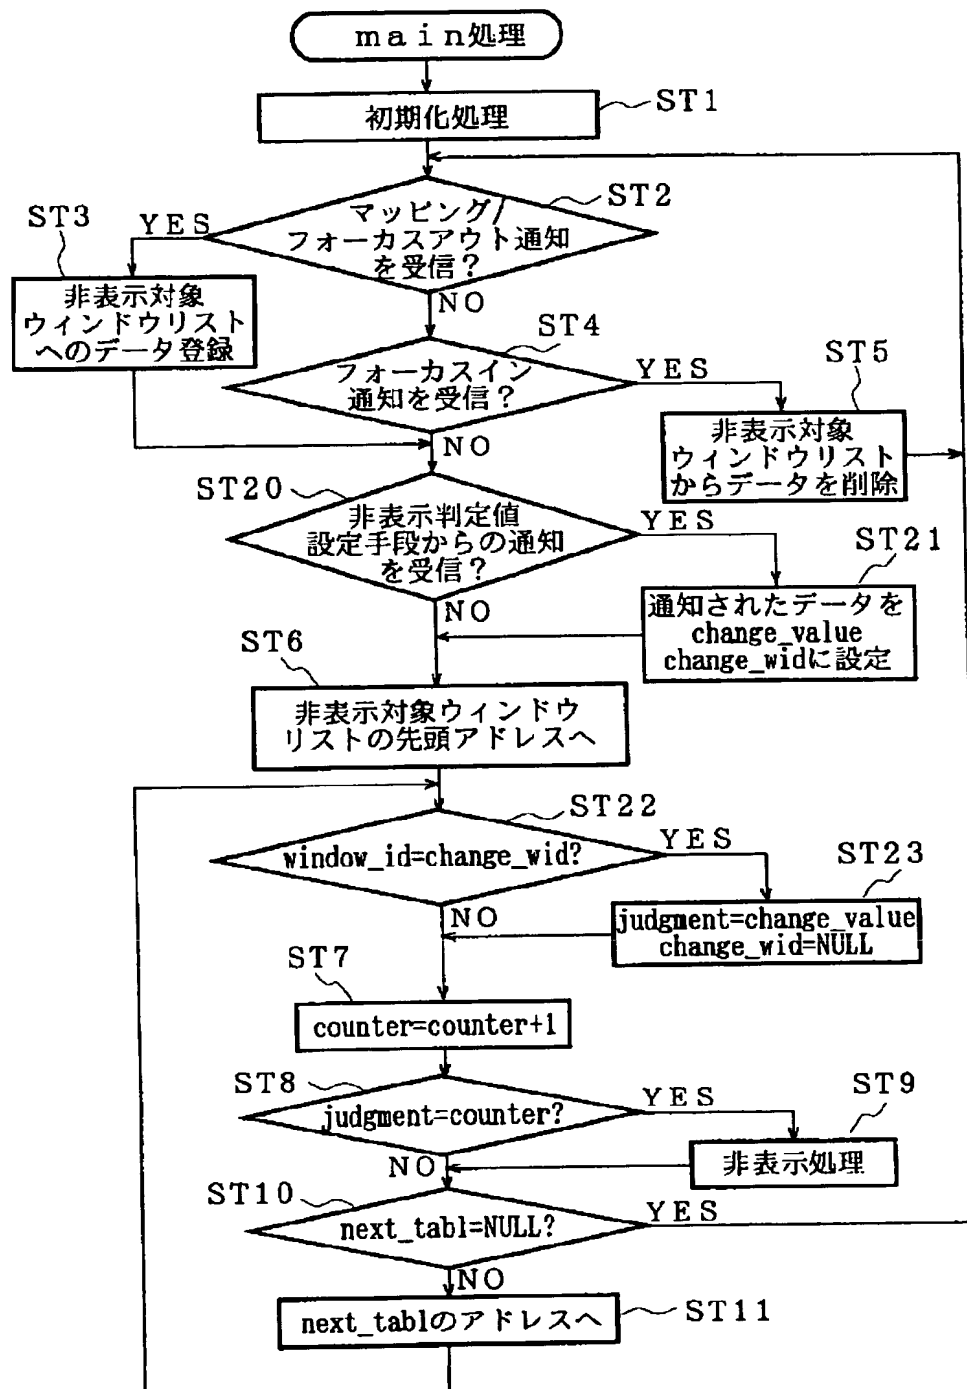 main処理
初期化処理
ST1
マッピング/
フォーカスアウト通知
を受信？
ST2
YES
NO
ST3
非表示対象
ウィンドウリスト
へのデータ登録
ST4
フォーカスイン
通知を受信？
YES
NO
ST5
非表示対象
ウィンドウリスト
からデータを削除
ST20
非表示判定値
設定手段からの通知
を受信？
YES
NO
ST21
通知されたデータを
change_value
change_widに設定
ST6
非表示対象ウィンドウ
リストの先頭アドレスへ
ST22
window_id=change_wid?
YES
NO
ST23
judgment=change_value
change_wid=NULL
ST7
counter=counter+1
ST8
judgment=counter?
YES
NO
ST9
非表示処理
ST10
next_tabl=NULL?
YES
NO
next_tablのアドレスへ
ST11